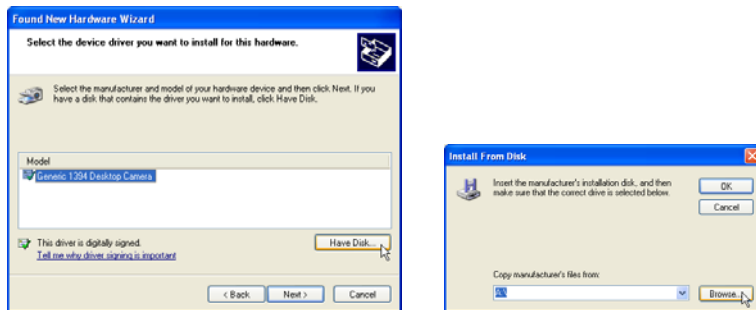 Found New Hardware Wizard
Select the device driver you want to install for this hardware.
Select the manufacturer and model of your hardware device and then click Next. If you
have a disk that contains the driver you want to install, click Have Disk.
Model
Generic 1394 Desktop Camera
This driver is digitally signed.
Tell me why driver signing is important
Have Disk...
< Back
Next >
Cancel
Install From Disk
Insert the manufacturer's installation disk, and then
make sure that the correct drive is selected below.
OK
Cancel
Copy manufacturer's files from:
A:\
Browse...